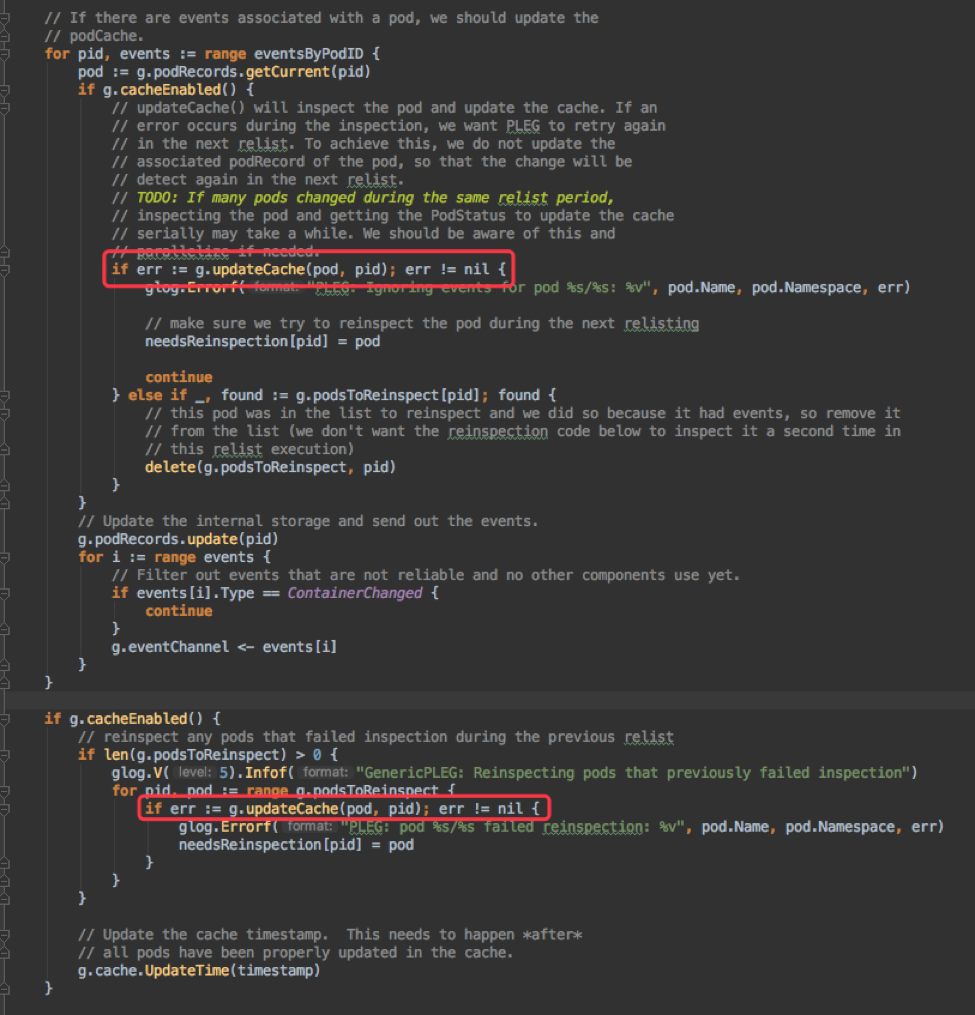 // If there are events associated with a pod, we should update the
// podCache.
for pid, events := range eventsByPodID {
pod := g.podRecords.getCurrent(pid)
if g.cacheEnabled() {
// updateCache() will inspect the pod and update the cache. If an
// error occurs during the inspection, we want PLEG to retry again
// in the next relist. To achieve this, we do not update the
// associated podRecord of the pod, so that the change will be
// detect again in the next relist.
// TODO: If many pods changed during the same relist period,
// inspecting the pod and getting the PodStatus to update the cache
// serially may take a while. We should be aware of this and
// parallelize if needed.
if err := g.updateCache(pod, pid); err != nil {
glog.Errorf( format: "PLEG: Ignoring events for pod %s/%s: %v", pod.Name, pod.Namespace, err)
// make sure we try to reinspect the pod during the next relisting
needsReinspection[pid] = pod
continue
} else if _, found := g.podsToReinspect[pid]; found {
// this pod was in the list to reinspect and we did so because it had events, so remove it
// from the list (we don't want the reinspection code below to inspect it a second time in
// this relist execution)
delete(g.podsToReinspect, pid)
}
}
// Update the internal storage and send out the events.
g.podRecords.update(pid)
for i := range events {
// Filter out events that are not reliable and no other components use yet.
if events[i].Type == ContainerChanged {
continue
}
g.eventChannel <- events[i]
}
}
if g.cacheEnabled() {
// reinspect any pods that failed inspection during the previous relist
if len(g.podsToReinspect) > 0 {
glog.V( level: 5).Infof( format: "GenericPLEG: Reinspecting pods that previously failed inspection")
for pid, pod := range g.podsToReinspect {
if err := g.updateCache(pod, pid); err != nil {
glog.Errorf( format: "PLEG: pod %s/%s failed reinspection: %v", pod.Name, pod.Namespace, err)
needsReinspection[pid] = pod
}
}
}
// Update the cache timestamp.  This needs to happen *after*
// all pods have been properly updated in the cache.
g.cache.UpdateTime(timestamp)
}